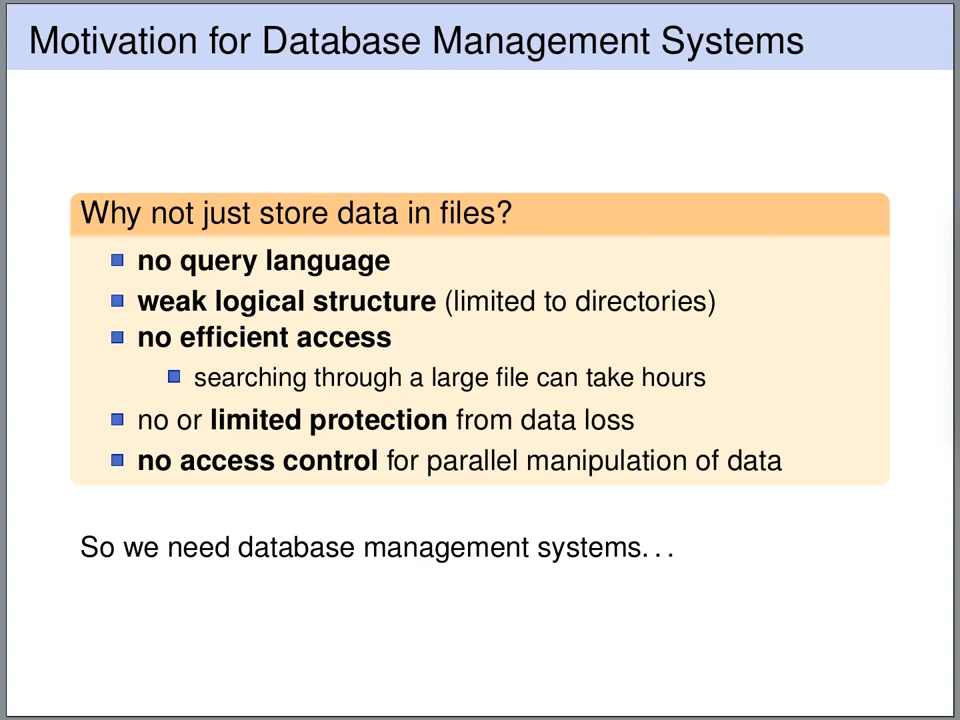 Motivation for Database Management Systems
Why not just store data in files?
no query language
weak logical structure (limited to directories)
no efficient access
searching through a large file can take hours
no or limited protection from data loss
no access control for parallel manipulation of data
So we need database management systems. . .